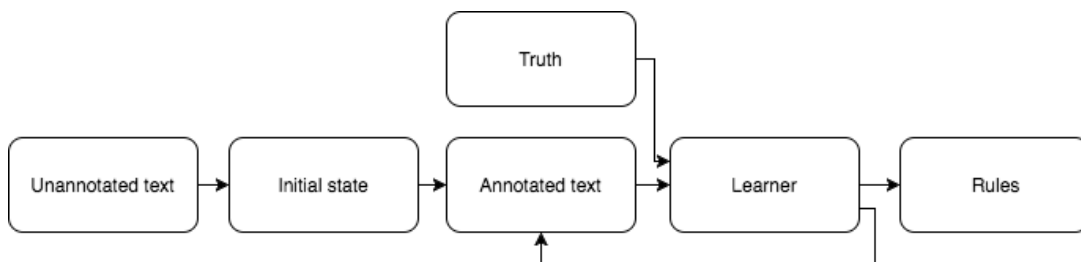 Truth
Unannotated text
Initial state
Annotated text
Learner
Rules